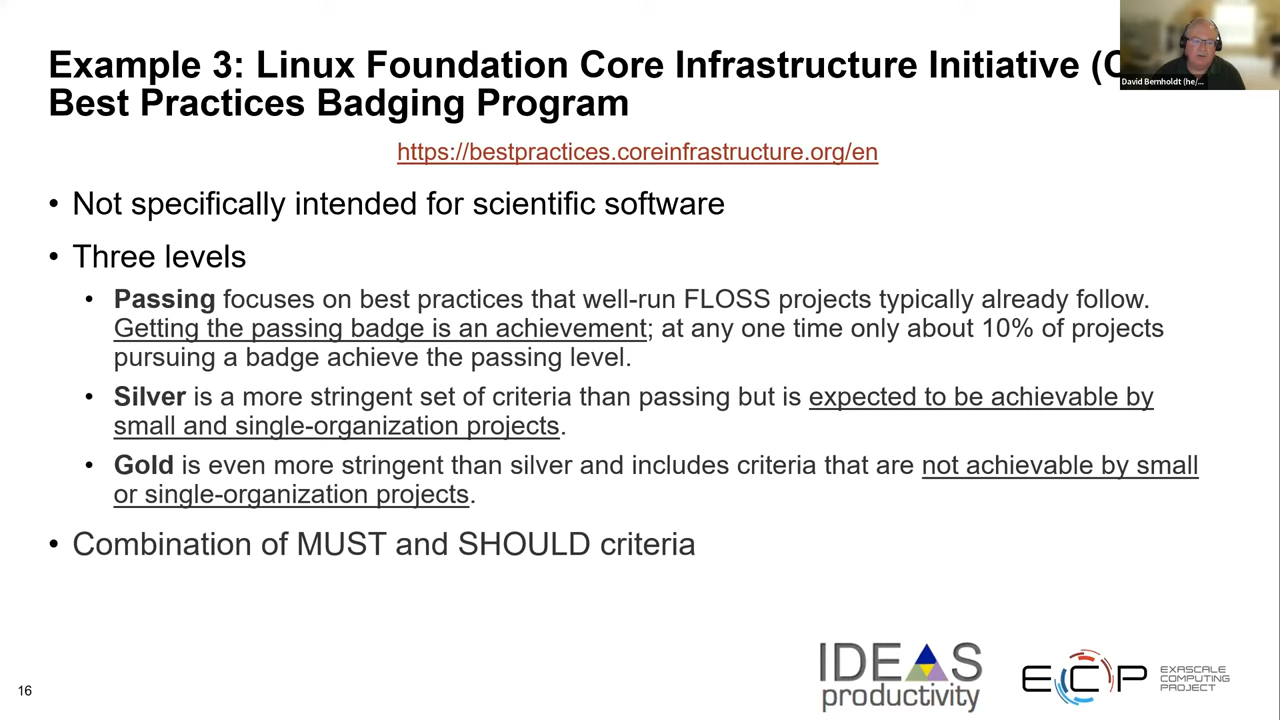 Example 3: Linux Foundation Core Infrastructure Initiative (
Best Practices Badging Program
https://bestpractices.coreinfrastructure.org/en
• Not specifically intended for scientific software
• Three levels
• Passing focuses on best practices that well-run FLOSS projects typically already follow.
Getting the passing badge is an achievement; at any one time only about 10% of projects
pursuing a badge achieve the passing level.
• Silver is a more stringent set of criteria than passing but is expected to be achievable by
small and single-organization projects.
• Gold is even more stringent than silver and includes criteria that are not achievable by small
or single-organization projects.
• Combination of MUST and SHOULD criteria
David Bernholdt (he/...
16
IDEAS
productivity
ECP
EXASCALE
COMPUTING
PROJECT